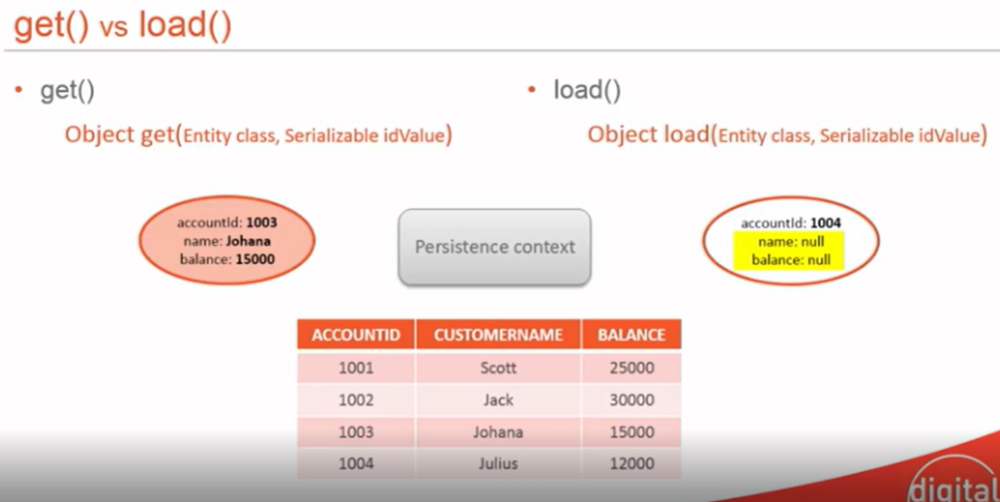 get() vs load()
• get()
Object get(Entity class, Serializable idValue)
• load()
Object load(Entity class, Serializable idValue)
accountId: 1003
name: Johana
balance: 15000
Persistence context
accountId: 1004
name: null
balance: null
ACCOUNTID CUSTOMERNAME BALANCE
1001 Scott 25000
1002 Jack 30000
1003 Johana 15000
1004 Julius 12000
digital